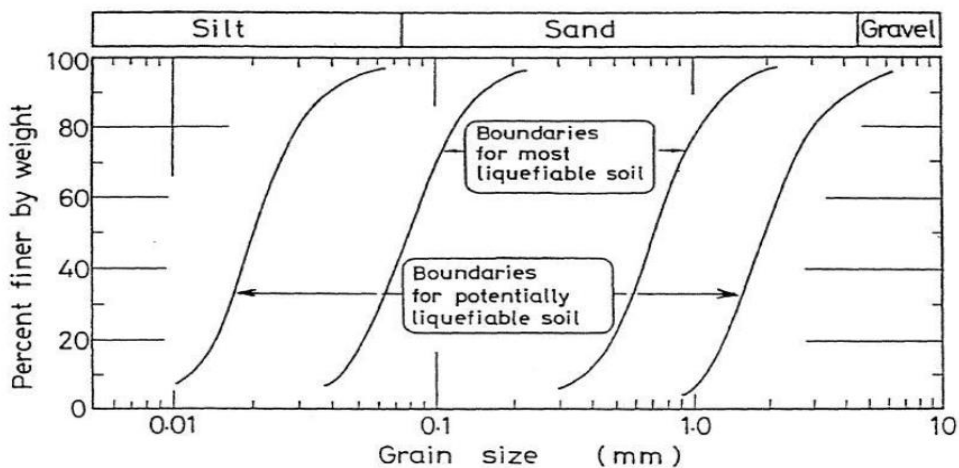 Silt Sand Gravel
100
80
60
40
20
0
Percent finer by weight
Boundaries
for most
liquefiable soil
Boundaries
for potentially
liquefiable soil
0.01 0.1 1.0 10
Grain size (mm)